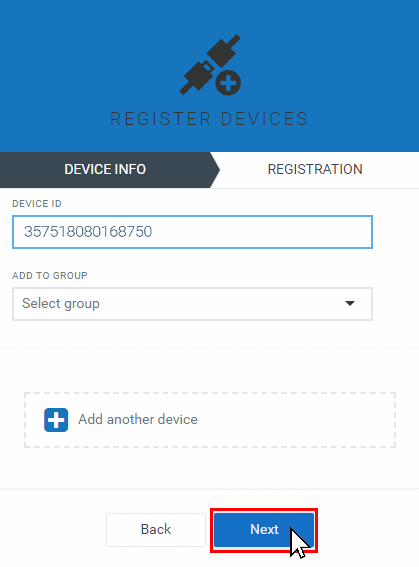 REGISTER DEVICES
DEVICE INFO
REGISTRATION
DEVICE ID
357518080168750
ADD TO GROUP
Select group
Add another device
Back
Next